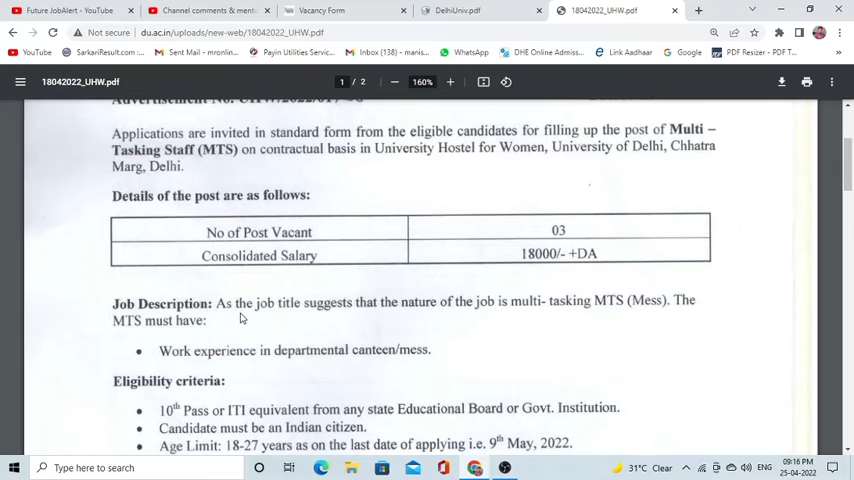 Future JobAlert - YouTube
Channel comments & mentions
Vacancy Form
DelhiUniv.pdf
18042022_UHW.pdf
Not secure
du.ac.in/uploads/new-web/18042022_UHW.pdf
YouTube
SarkariResult.com
Sent Mail - mronlin...
Payin Utilities Servic...
Inbox (138) - manis...
WhatsApp
DHE Online Admiss...
Link Aadhaar
Google
PDF Resizer
PDF_Text Editing
18042022_UHW.pdf
1 / 2
160%
Advertisement No.
Applications are invited in standard form from the eligible candidates for filling up the post of Multi –
Tasking Staff (MTS) on contractual basis in University Hostel for Women, University of Delhi, Chhatra
Marg, Delhi.
Details of the post are as follows:
No of Post Vacant 03
Consolidated Salary 18000/- +DA
Job Description: As the job title suggests that the nature of the job is multi- tasking MTS (Mess). The
MTS must have:
• Work experience in departmental canteen/mess.
Eligibility criteria:
• 10th Pass or ITI equivalent from any state Educational Board or Govt. Institution.
• Candidate must be an Indian citizen.
• Age Limit: 18-27 years as on the last date of applying i.e. 9th May, 2022.
Type here to search
31°C Clear
ENG
09:16 PM
25-04-2022